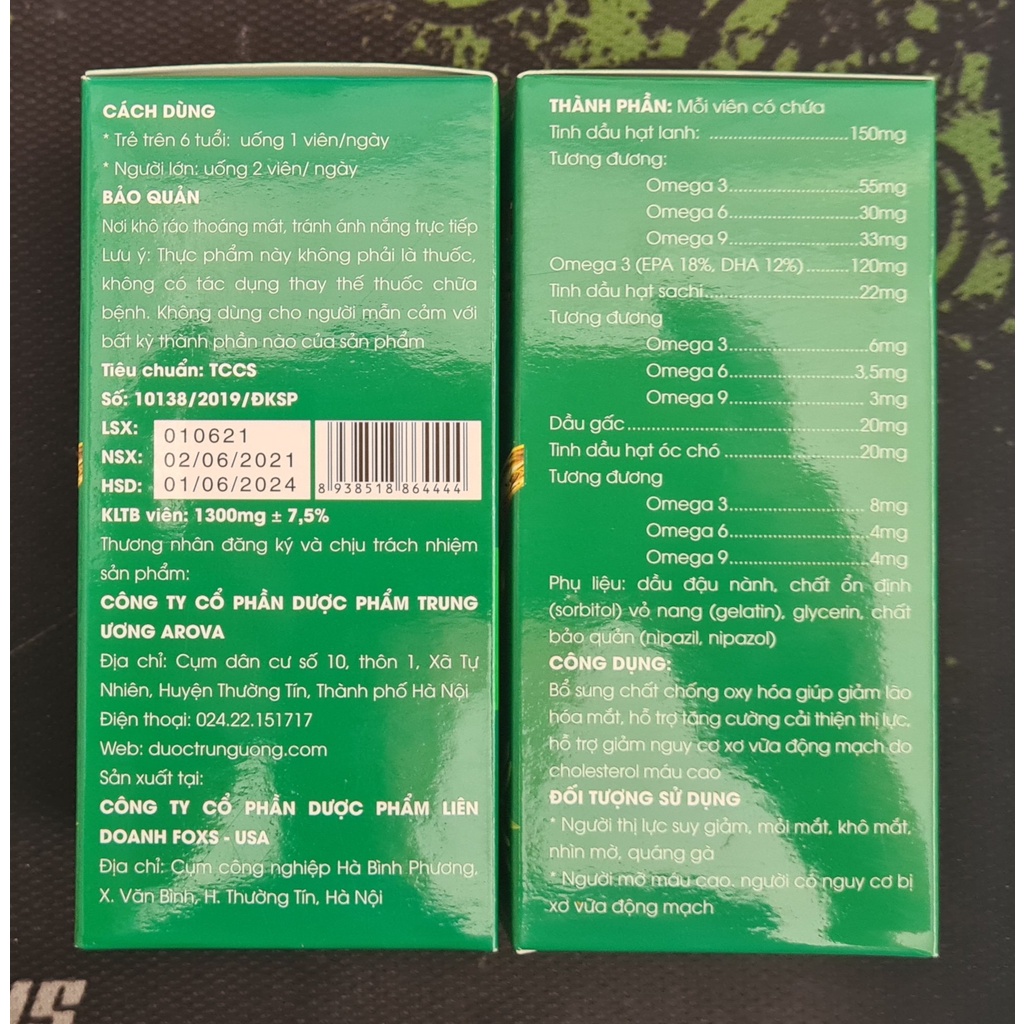 CÁCH DÙNG
* Trẻ trên 6 tuổi: uống 1 viên/ngày
* Người lớn: uống 2 viên/ ngày
BẢO QUẢN
Nơi khô ráo thoáng mát, tránh ánh nắng trực tiếp
Lưu ý: Thực phẩm này không phải là thuốc,
không có tác dụng thay thế thuốc chữa
bệnh. Không dùng cho người mẫn cảm với
bất kỳ thành phần nào của sản phẩm
Tiêu chuẩn: TCCS
Số: 10138/2019/ĐKSP
LSX: 010621
NSX: 02/06/2021
HSD: 01/06/2024
8 938518 864444
KLTB viên: 1300mg ± 7,5%
Thương nhân đăng ký và chịu trách nhiệm
sản phẩm:
CÔNG TY CỔ PHẦN DƯỢC PHẨM TRUNG
ƯƠNG AROVA
Địa chỉ: Cụm dân cư số 10, thôn 1, Xã Tự
Nhiên, Huyện Thường Tín, Thành phố Hà Nội
Điện thoại: 024.22.151717
Web: duoctrunguong.com
Sản xuất tại:
CÔNG TY CỔ PHẦN DƯỢC PHẨM LIÊN
DOANH FOXS - USA
Địa chỉ: Cụm công nghiệp Hà Bình Phương,
X. Văn Bình, H. Thường Tín, Hà Nội
THÀNH PHẦN: Mỗi viên có chứa
Tinh dầu hạt lanh: ......................150mg
Tương đương:
Omega 3......................55mg
Omega 6......................30mg
Omega 9......................33mg
Omega 3 (EPA 18%, DHA 12%).........120mg
Tinh dầu hạt sachi.........................22mg
Tương đương
Omega 3.......................6mg
Omega 6.....................3,5mg
Omega 9...................... 3mg
Dầu gấc.....................................20mg
Tinh dầu hạt óc chó ......................20mg
Tương đương
Omega 3...................... 8mg
Omega 6.......................4mg
Omega 9.......................4mg
Phụ liệu: dầu đậu nành, chất ổn định
(sorbitol) vỏ nang (gelatin), glycerin, chất
bảo quản (nipazil, nipazol)
CÔNG DỤNG:
Bổ sung chất chống oxy hóa giúp giảm lão
hóa mắt, hỗ trợ tăng cường cải thiện thị lực,
hỗ trợ giảm nguy cơ xơ vữa động mạch do
cholesterol máu cao
ĐỐI TƯỢNG SỬ DỤNG
* Người thị lực suy giảm, mỏi mắt, khô mắt,
nhìn mờ, quáng gà
* Người mỡ máu cao. người có nguy cơ bị
xơ vữa động mạch